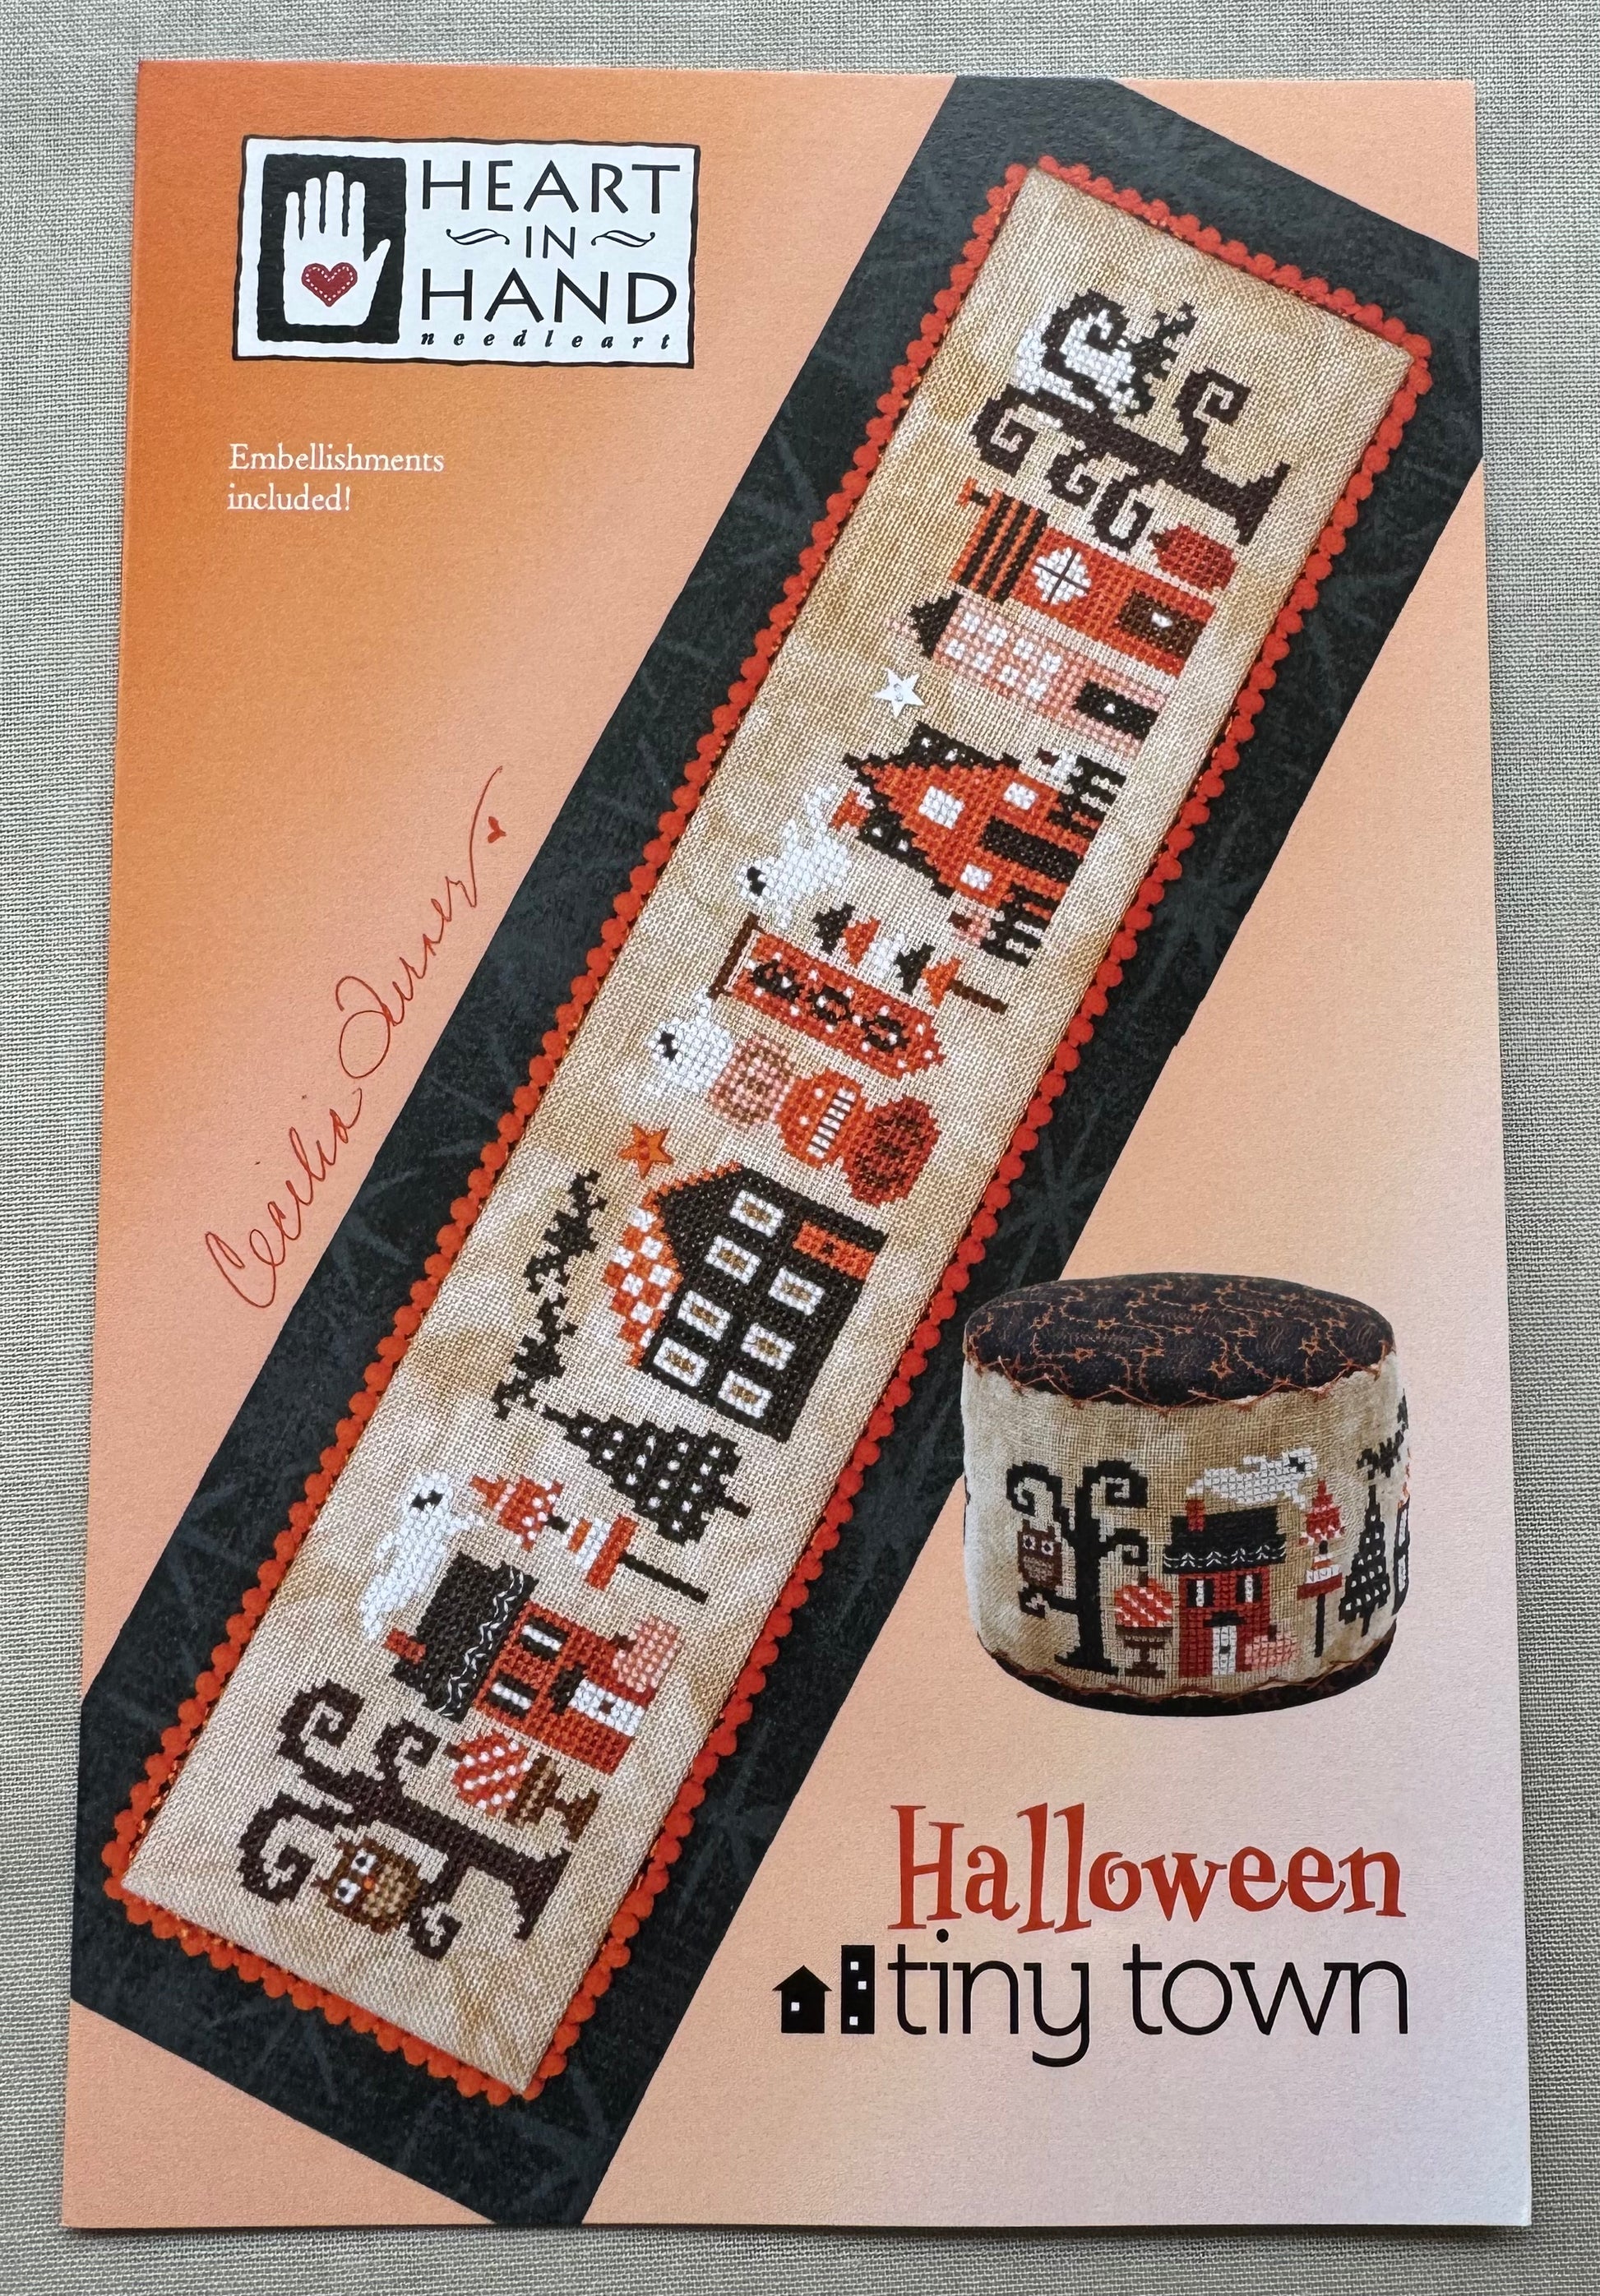 HEART
IN
HAND
needleart
Embellishments
included!
Cecilia Turner
Halloween
tiny town